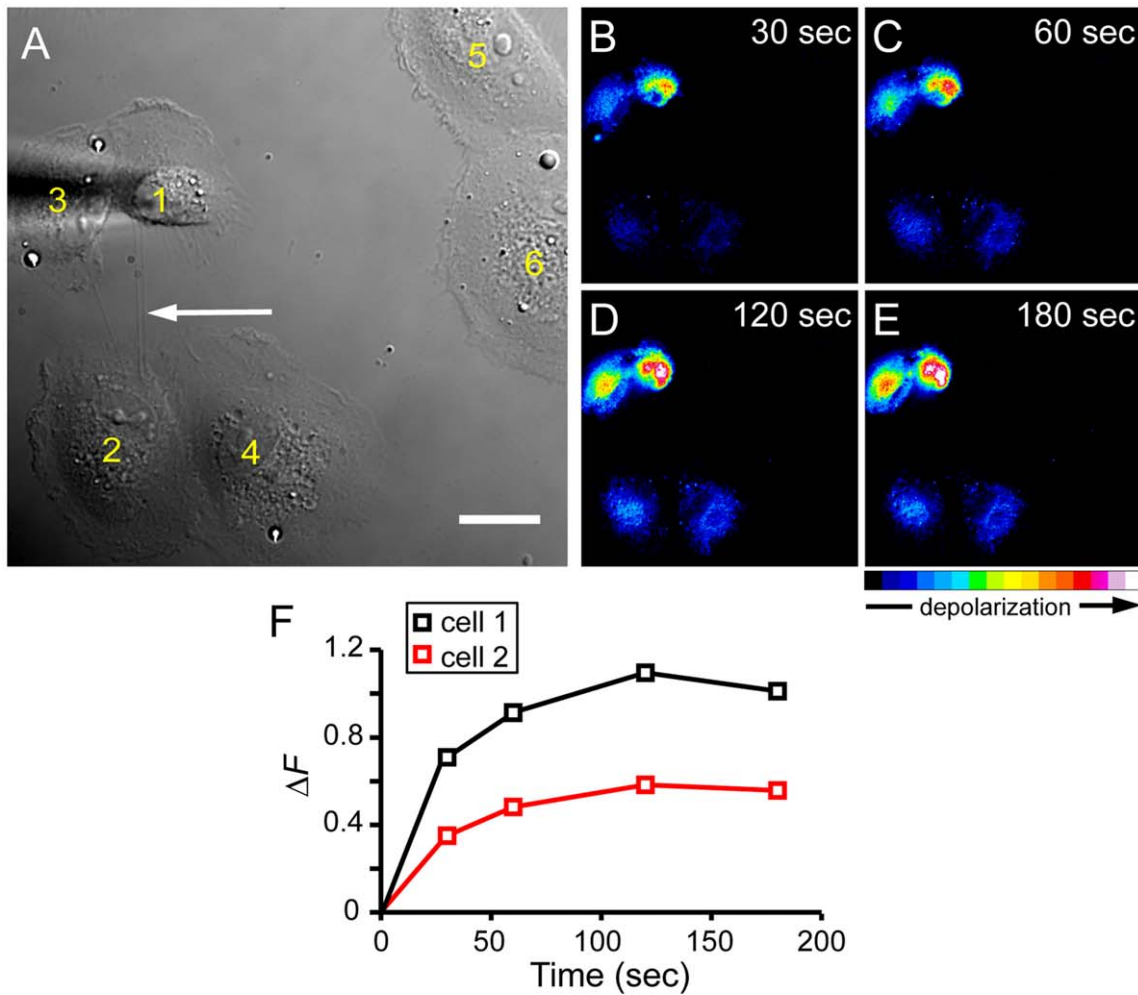 A
5
1
3
6
2
4
B 30 sec
C 60 sec
D 120 sec
E 180 sec
depolarization
F
cell 1
cell 2
1.2
0.8
0.4
0
ΔF
0 50 100 150 200
Time (sec)